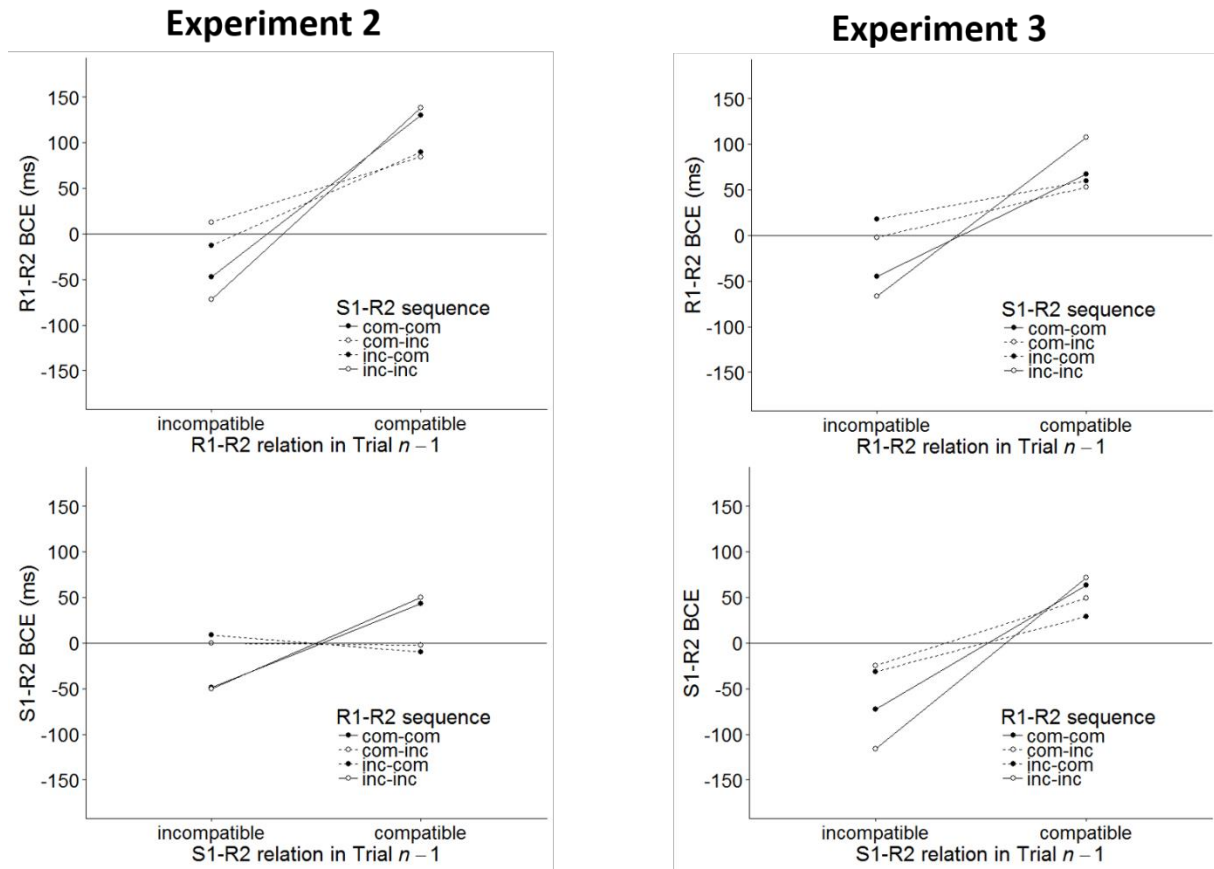 Experiment 2
R1-R2 BCE (ms)
150
100
50
0
-50
-100
-150
S1-R2 sequence
com-com
com-inc
inc-com
inc-inc
incompatible compatible
R1-R2 relation in Trial n − 1
S1-R2 BCE (ms)
150
100
50
0
-50
-100
-150
R1-R2 sequence
com-com
com-inc
inc-com
inc-inc
incompatible compatible
S1-R2 relation in Trial n − 1
Experiment 3
R1-R2 BCE (ms)
150
100
50
0
-50
-100
-150
S1-R2 sequence
com-com
com-inc
inc-com
inc-inc
incompatible compatible
R1-R2 relation in Trial n − 1
S1-R2 BCE
150
100
50
0
-50
-100
-150
R1-R2 sequence
com-com
com-inc
inc-com
inc-inc
incompatible compatible
S1-R2 relation in Trial n − 1